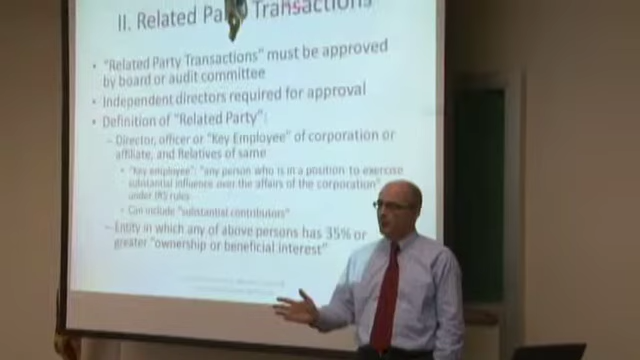 II. Related Party Transactions
• "Related Party Transactions" must be approved
by board or audit committee
• Independent directors required for approval
• Definition of "Related Party":
– Director, officer or "Key Employee" of corporation or
affiliate, and Relatives of same
• "Key employee": "any person who is in a position to exercise
substantial influence over the affairs of the corporation"
under IRS rules
• Can include "substantial contributors"
– Entity in which any of above persons has 35% or
greater "ownership or beneficial interest"